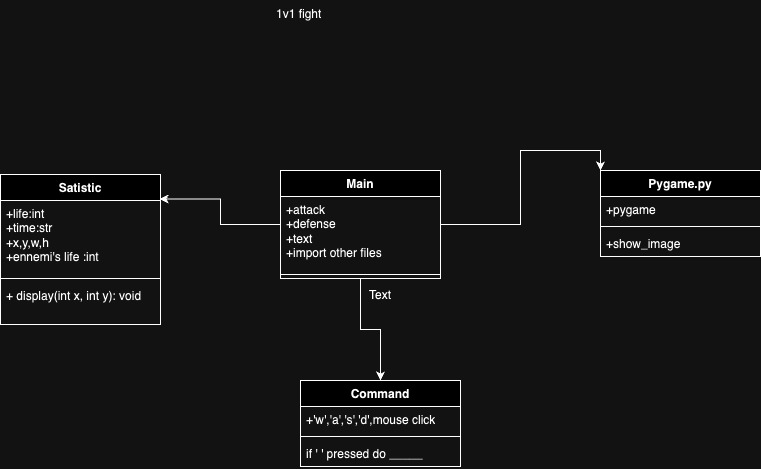 1v1 fight
Satistic
+life:int
+time:str
+x,y,w,h
+ennemi's life :int
+ display(int x, int y): void
Main
+attack
+defense
+text
+import other files
Pygame.py
+pygame
+show_image
Text
Command
+'w','a','s','d',mouse click
if ' ' pressed do _____